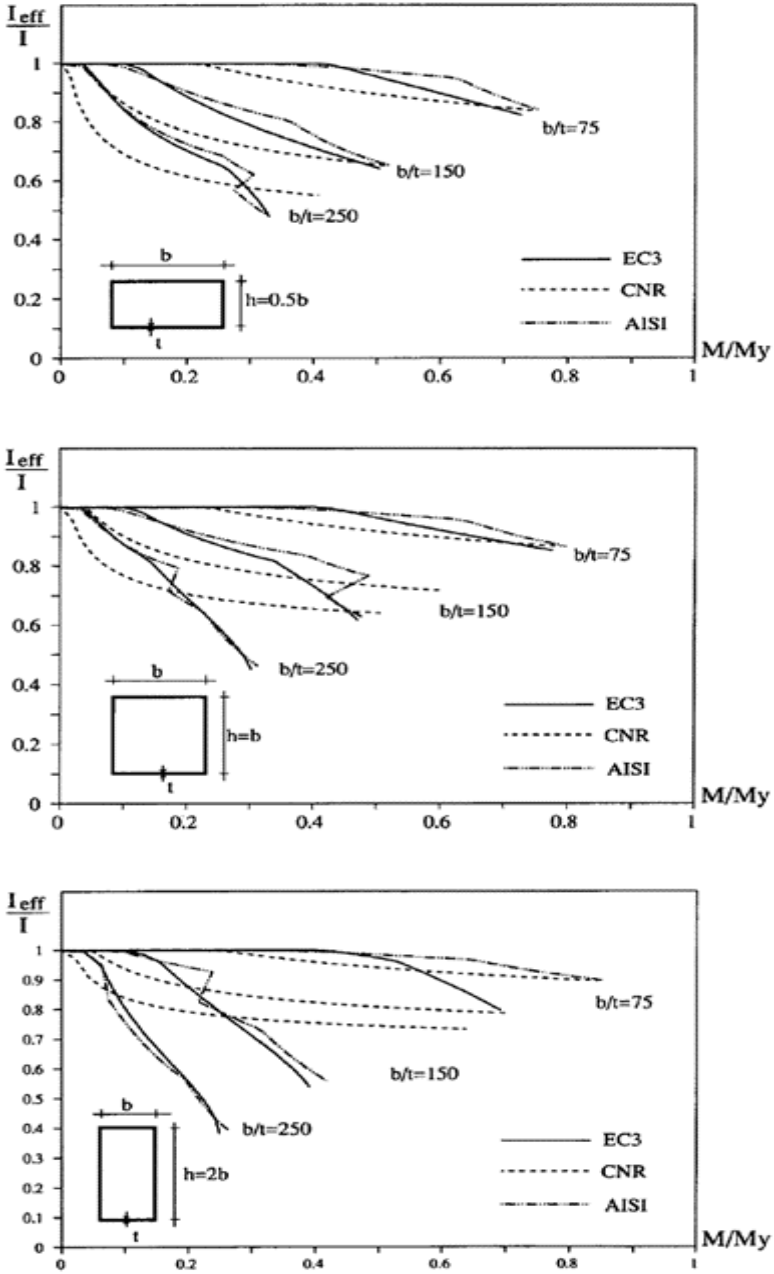 I eff
I
1
0.8
0.6
0.4
0.2
0
b/t=75
b/t=150
b/t=250
b
h=0.5b
t
EC3
CNR
AISI
M/My
0 0.2 0.4 0.6 0.8 1
I eff
I
1
0.8
0.6
0.4
0.2
0
b/t=75
b/t=150
b/t=250
b
h=b
t
EC3
CNR
AISI
M/My
0 0.2 0.4 0.6 0.8 1
I eff
I
1
0.9
0.8
0.7
0.6
0.5
0.4
0.3
0.2
0.1
0
b/t=75
b/t=150
b/t=250
b
h=2b
t
EC3
CNR
AISI
M/My
0 0.2 0.4 0.6 0.8 1